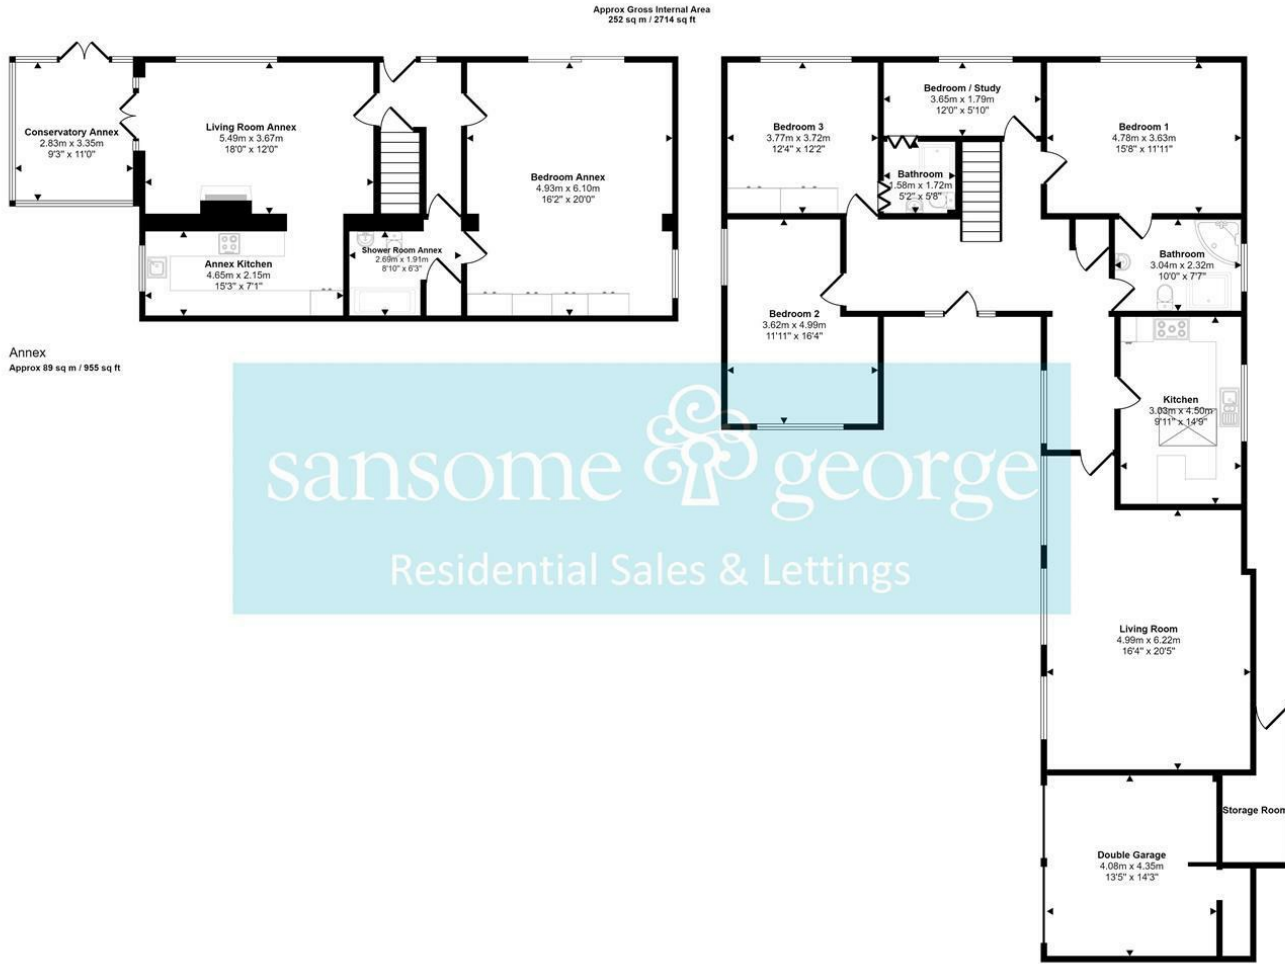 Approx Gross Internal Area
252 sq m / 2714 sq ft
Conservatory Annex
2.83m x 3.35m
9'3" x 11'0"
Living Room Annex
5.49m x 3.67m
18'0" x 12'0"
Bedroom Annex
4.93m x 6.10m
16'2" x 20'0"
Annex Kitchen
4.65m x 2.15m
15'3" x 7'1"
Shower Room Annex
2.69m x 1.91m
8'10" x 6'3"
Annex
Approx 89 sq m / 955 sq ft
Bedroom 3
3.77m x 3.72m
12'4" x 12'2"
Bedroom / Study
3.65m x 1.79m
12'0" x 5'10"
Bedroom 1
4.78m x 3.63m
15'8" x 11'11"
Bathroom
1.58m x 1.72m
5'2" x 5'8"
Bathroom
3.04m x 2.32m
10'0" x 7'7"
Bedroom 2
3.62m x 4.99m
11'11" x 16'4"
Kitchen
3.03m x 4.50m
9'11" x 14'9"
sansome george
Residential Sales & Lettings
Living Room
4.99m x 6.22m
16'4" x 20'5"
Storage Room
Double Garage
4.08m x 4.35m
13'5" x 14'3"